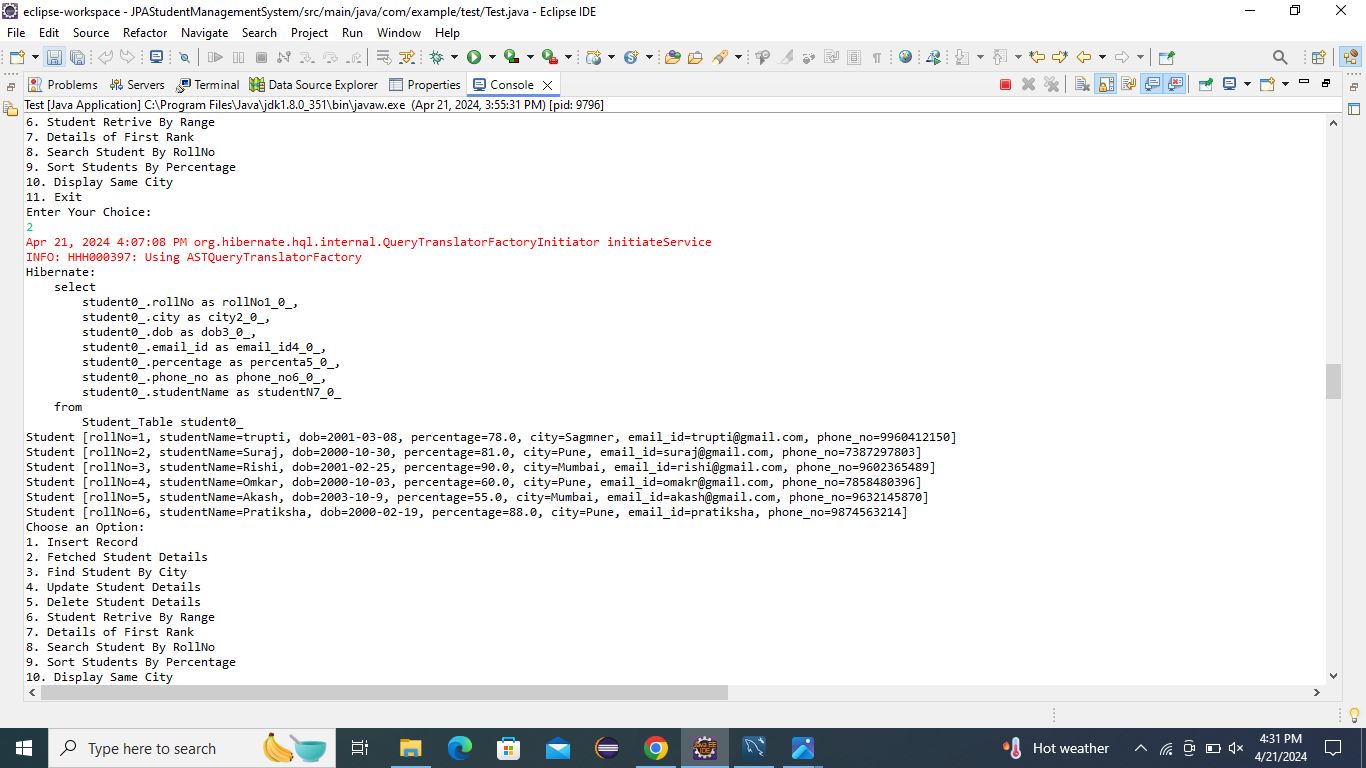 eclipse-workspace - JPAStudentManagementSystem/src/main/java/com/example/test/Test.java - Eclipse IDE
File Edit Source Refactor Navigate Search Project Run Window Help
Problems Servers Terminal Data Source Explorer Properties Console
Test [Java Application] C:\Program Files\Java\jdk1.8.0_351\bin\javaw.exe (Apr 21, 2024, 3:55:31 PM) [pid: 9796]
6. Student Retrive By Range
7. Details of First Rank
8. Search Student By RollNo
9. Sort Students By Percentage
10. Display Same City
11. Exit
Enter Your Choice:
2
Apr 21, 2024 4:07:08 PM org.hibernate.hql.internal.QueryTranslatorFactoryInitiator initiateService
INFO: HHH000397: Using ASTQueryTranslatorFactory
Hibernate:
select
student0_.rollNo as rollNo1_0_,
student0_.city as city2_0_,
student0_.dob as dob3_0_,
student0_.email_id as email_id4_0_,
student0_.percentage as percenta5_0_,
student0_.phone_no as phone_no6_0_,
student0_.studentName as studentN7_0_
from
Student_Table student0_
Student [rollNo=1, studentName=trupti, dob=2001-03-08, percentage=78.0, city=Sagmner, email_id=trupti@gmail.com, phone_no=9960412150]
Student [rollNo=2, studentName=Suraj, dob=2000-10-30, percentage=81.0, city=Pune, email_id=suraj@gmail.com, phone_no=7387297803]
Student [rollNo=3, studentName=Rishi, dob=2001-02-25, percentage=90.0, city=Mumbai, email_id=rishi@gmail.com, phone_no=9602365489]
Student [rollNo=4, studentName=Omkar, dob=2000-10-03, percentage=60.0, city=Pune, email_id=omakr@gmail.com, phone_no=7858480396]
Student [rollNo=5, studentName=Akash, dob=2003-10-9, percentage=55.0, city=Mumbai, email_id=akash@gmail.com, phone_no=9632145870]
Student [rollNo=6, studentName=Pratiksha, dob=2000-02-19, percentage=88.0, city=Pune, email_id=pratiksha, phone_no=9874563214]
Choose an Option:
1. Insert Record
2. Fetched Student Details
3. Find Student By City
4. Update Student Details
5. Delete Student Details
6. Student Retrive By Range
7. Details of First Rank
8. Search Student By RollNo
9. Sort Students By Percentage
10. Display Same City
Type here to search
Hot weather
4:31 PM
4/21/2024